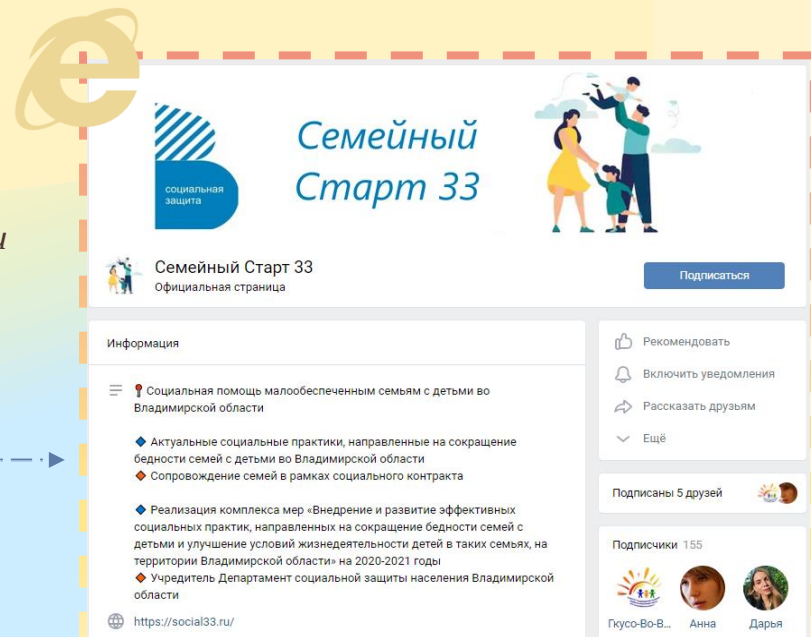 социальная
защита
Семейный
Старт 33
и
Семейный Старт 33
Официальная страница
Подписаться
Информация
Социальная помощь малообеспеченным семьям с детьми во
Владимирской области
Актуальные социальные практики, направленные на сокращение
бедности семей с детьми во Владимирской области
Сопровождение семей в рамках социального контракта
Реализация комплекса мер «Внедрение и развитие эффективных
социальных практик, направленных на сокращение бедности семей с
детьми и улучшение условий жизнедеятельности детей в таких семьях, на
территории Владимирской области» на 2020-2021 годы
Учредитель Департамент социальной защиты населения Владимирской
области
https://social33.ru/
Рекомендовать
Включить уведомления
Рассказать друзьям
Ещё
Подписаны 5 друзей
Подписчики 155
Гкусо-Во-В... Анна Дарья